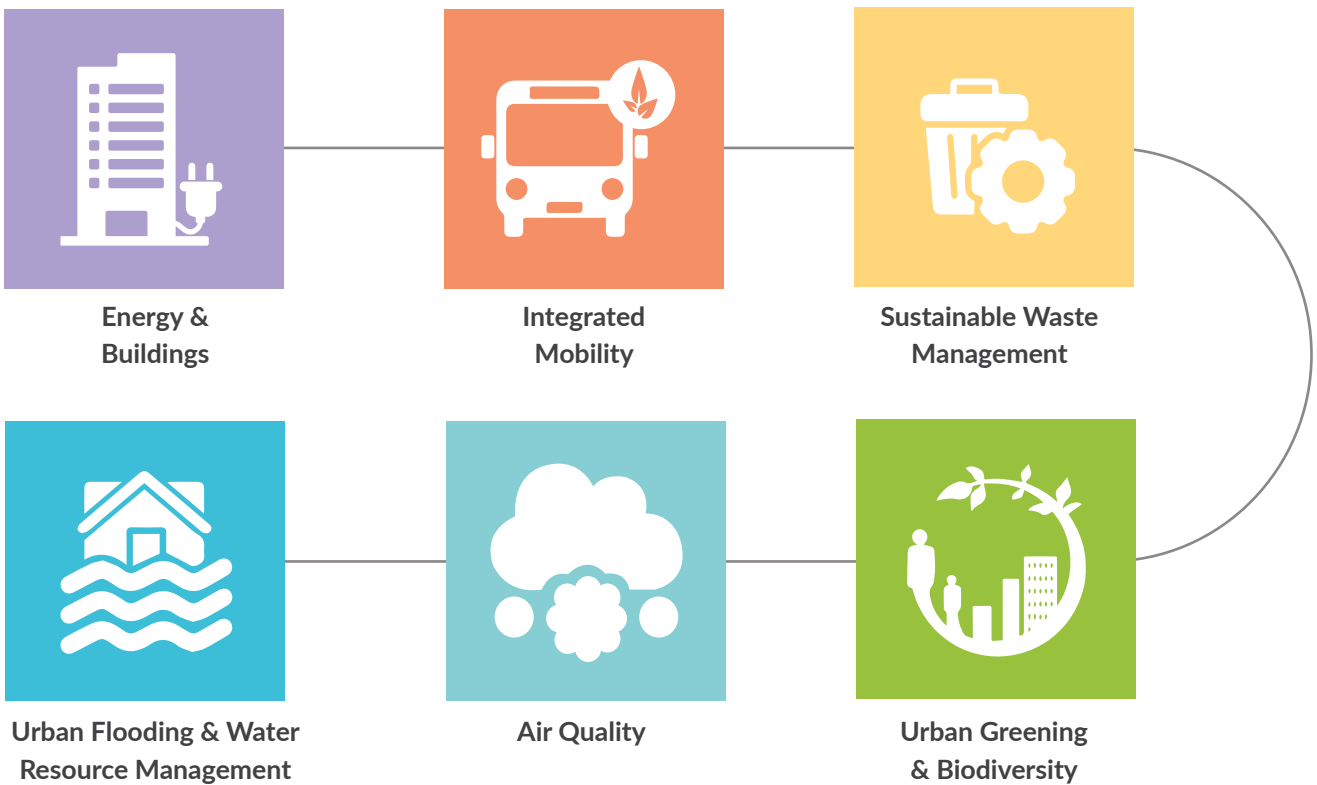 Energy &
Buildings
Integrated
Mobility
Sustainable Waste
Management
Urban Flooding & Water
Resource Management
Air Quality
Urban Greening
& Biodiversity